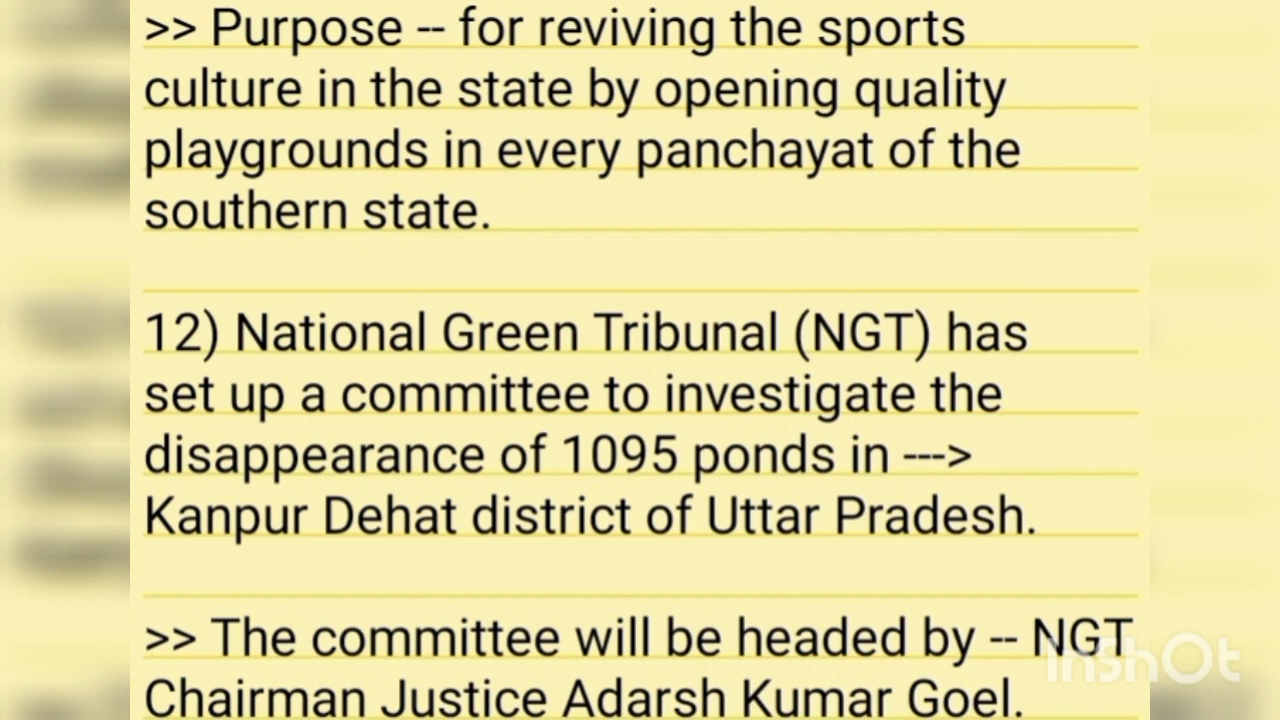 >> Purpose -- for reviving the sports
culture in the state by opening quality
playgrounds in every panchayat of the
southern state.
12) National Green Tribunal (NGT) has
set up a committee to investigate the
disappearance of 1095 ponds in --->
Kanpur Dehat district of Uttar Pradesh.
>> The committee will be headed by -- NGT
Chairman Justice Adarsh Kumar Goel.
InShOt